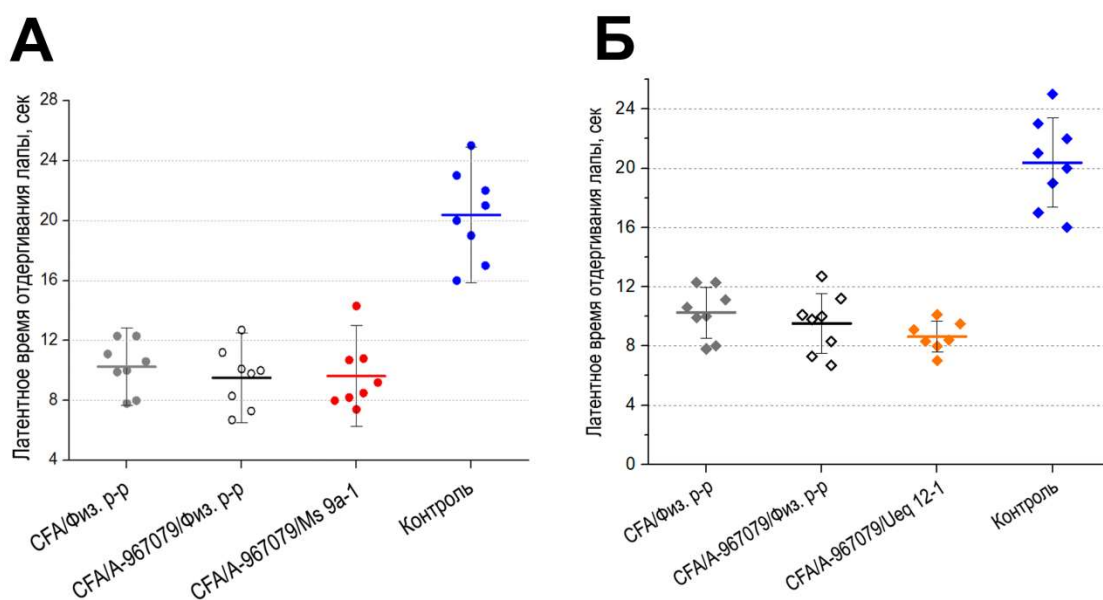 А
Латентное время отдергивания лапы, сек
28
24
20
16
12
8
4
CFA/Физ. р-р
CFA/A-967079/Физ. р-р
CFA/A-967079/Ms 9a-1
Контроль
Б
Латентное время отдергивания лапы, сек
24
20
16
12
8
4
0
CFA/Физ. р-р
CFA/A-967079/Физ. р-р
CFA/A-967079/Ueq 12-1
Контроль